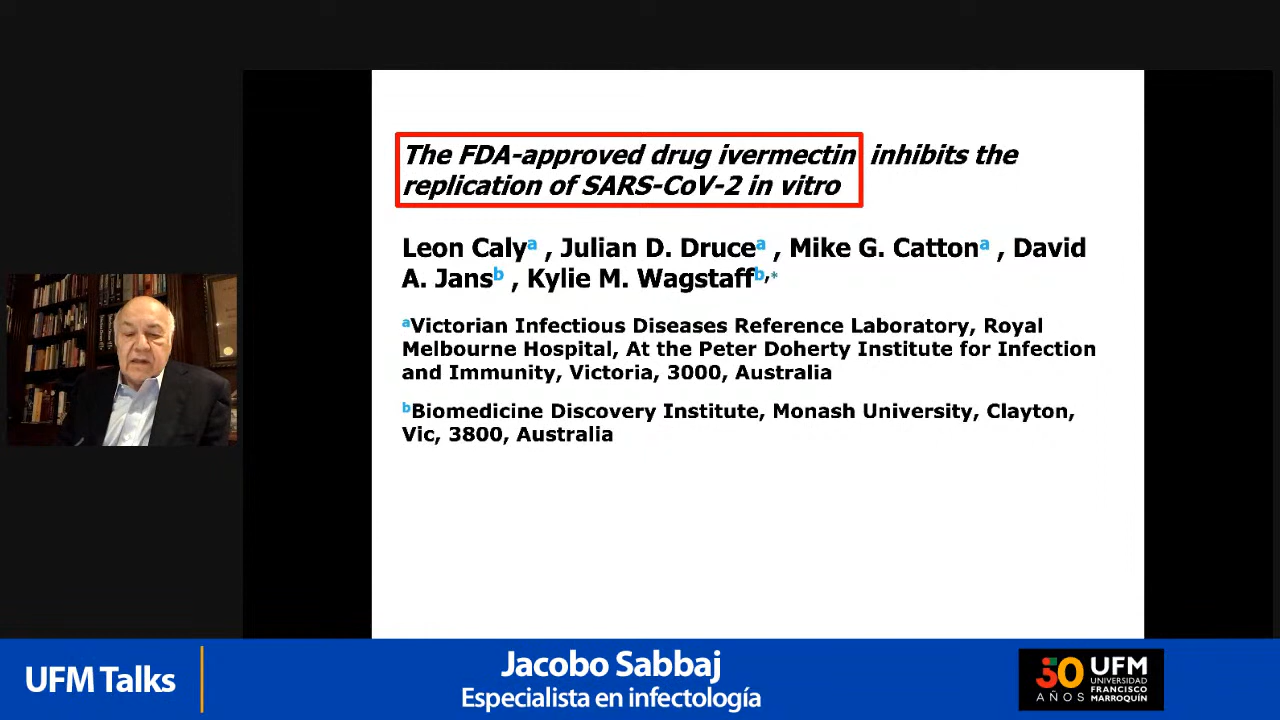 The FDA-approved drug ivermectin inhibits the
replication of SARS-CoV-2 in vitro
Leon Calyᵃ , Julian D. Druceᵃ , Mike G. Cattonᵃ , David
A. Jansᵇ , Kylie M. Wagstaffᵇ,*
ᵃVictorian Infectious Diseases Reference Laboratory, Royal
Melbourne Hospital, At the Peter Doherty Institute for Infection
and Immunity, Victoria, 3000, Australia
ᵇBiomedicine Discovery Institute, Monash University, Clayton,
Vic, 3800, Australia
UFM Talks
Jacobo Sabbaj
Especialista en infectología
50
AÑOS
UFM
UNIVERSIDAD
FRANCISCO
MARROQUÍN